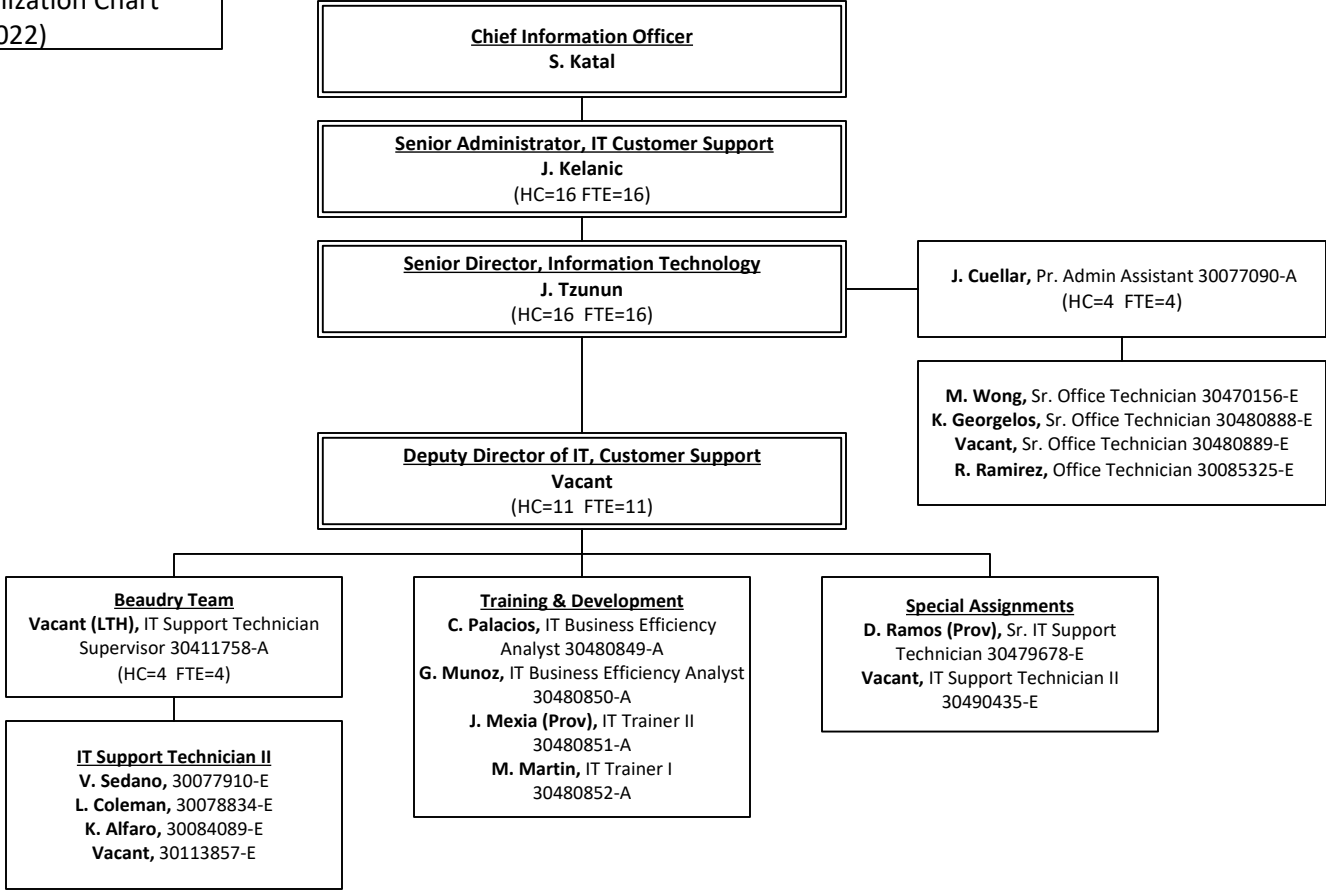 Chart
022)
Chief Information Officer
S. Katal
Senior Administrator, IT Customer Support
J. Kelanic
(HC=16 FTE=16)
Senior Director, Information Technology
J. Tzunun
(HC=16 FTE=16)
J. Cuellar, Pr. Admin Assistant 30077090-A
(HC=4 FTE=4)
M. Wong, Sr. Office Technician 30470156-E
K. Georgelos, Sr. Office Technician 30480888-E
Vacant, Sr. Office Technician 30480889-E
R. Ramirez, Office Technician 30085325-E
Deputy Director of IT, Customer Support
Vacant
(HC=11 FTE=11)
Beaudry Team
Vacant (LTH), IT Support Technician
Supervisor 30411758-A
(HC=4 FTE=4)
IT Support Technician II
V. Sedano, 30077910-E
L. Coleman, 30078834-E
K. Alfaro, 30084089-E
Vacant, 30113857-E
Training & Development
C. Palacios, IT Business Efficiency
Analyst 30480849-A
G. Munoz, IT Business Efficiency Analyst
30480850-A
J. Mexia (Prov), IT Trainer II
30480851-A
M. Martin, IT Trainer I
30480852-A
Special Assignments
D. Ramos (Prov), Sr. IT Support
Technician 30479678-E
Vacant, IT Support Technician II
30490435-E